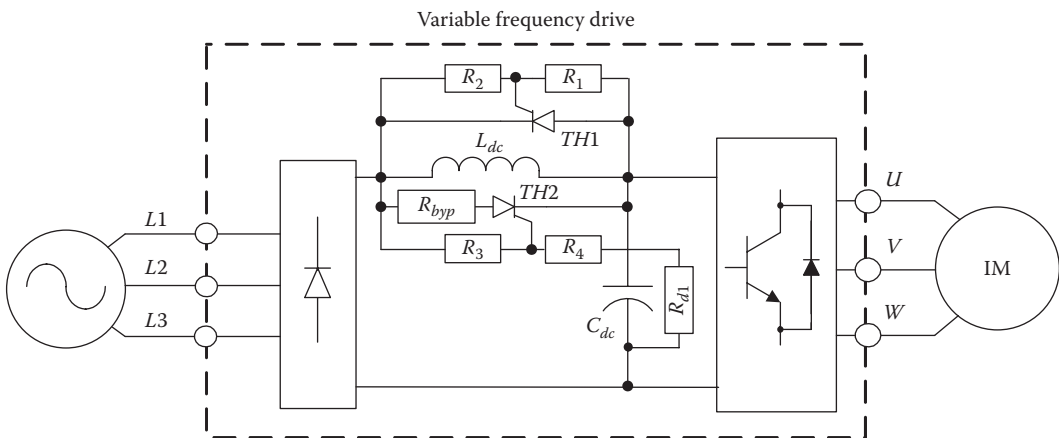 Variable frequency drive
R2
R1
TH1
Ldc
Rbyp
TH2
R3
R4
Rd1
Cdc
L1
L2
L3
U
V
W
IM